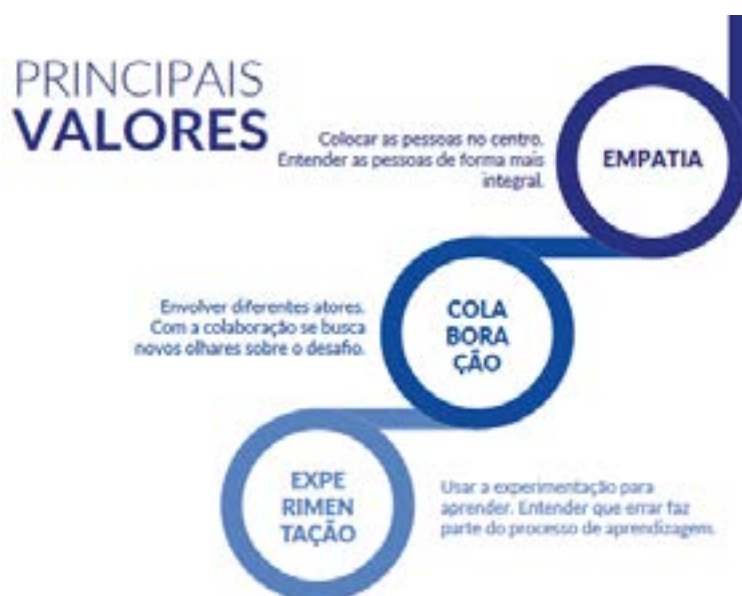 PRINCIPAIS
VALORES
Colocar as pessoas no centro.
Entender as pessoas de forma mais
integral.
EMPATIA
Envolver diferentes atores.
Com a colaboração se busca
novos olhares sobre o desafio.
COLA
BORA
ÇÃO
EXPE
RIMEN
TAÇÃO
Usar a experimentação para
aprender. Entender que errar faz
parte do processo de aprendizagem.